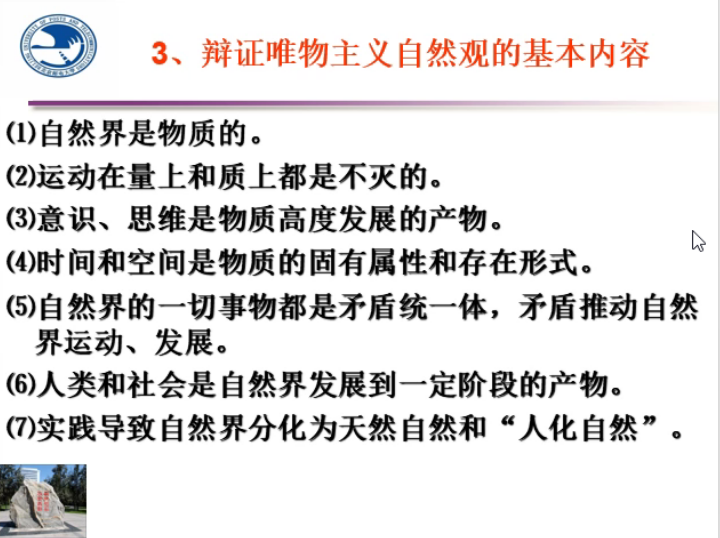 3、辩证唯物主义自然观的基本内容
⑴自然界是物质的。
⑵运动在量上和质上都是不灭的。
⑶意识、思维是物质高度发展的产物。
⑷时间和空间是物质的固有属性和存在形式。
⑸自然界的一切事物都是矛盾统一体，矛盾推动自然
界运动、发展。
⑹人类和社会是自然界发展到一定阶段的产物。
⑺实践导致自然界分化为天然自然和“人化自然”。